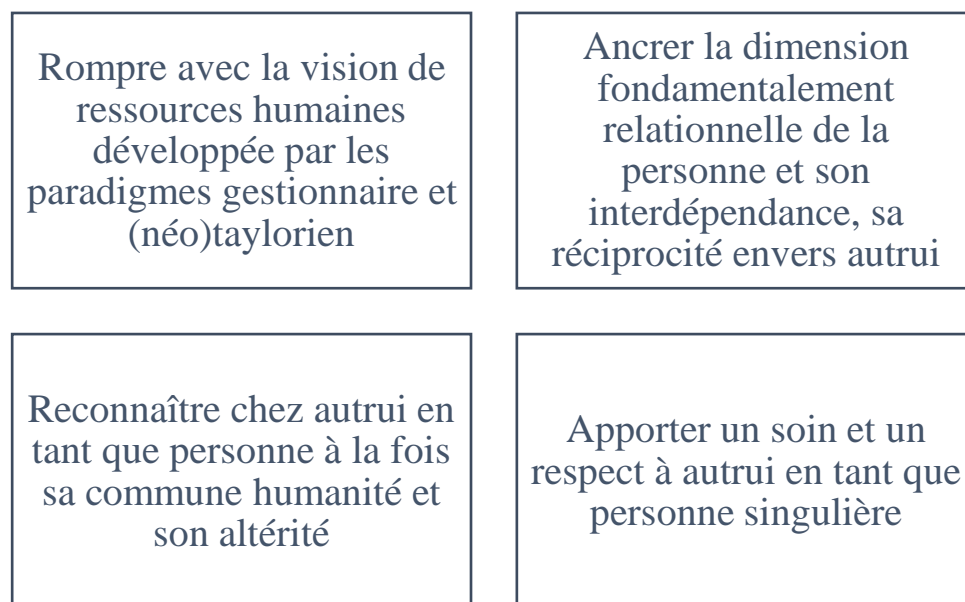 Rompre avec la vision de
ressources humaines
développée par les
paradigmes gestionnaire et
(néo)taylorien
Ancrer la dimension
fondamentalement
relationnelle de la
personne et son
interdépendance, sa
réciprocité envers autrui
Reconnaître chez autrui en
tant que personne à la fois
sa commune humanité et
son altérité
Apporter un soin et un
respect à autrui en tant que
personne singulière